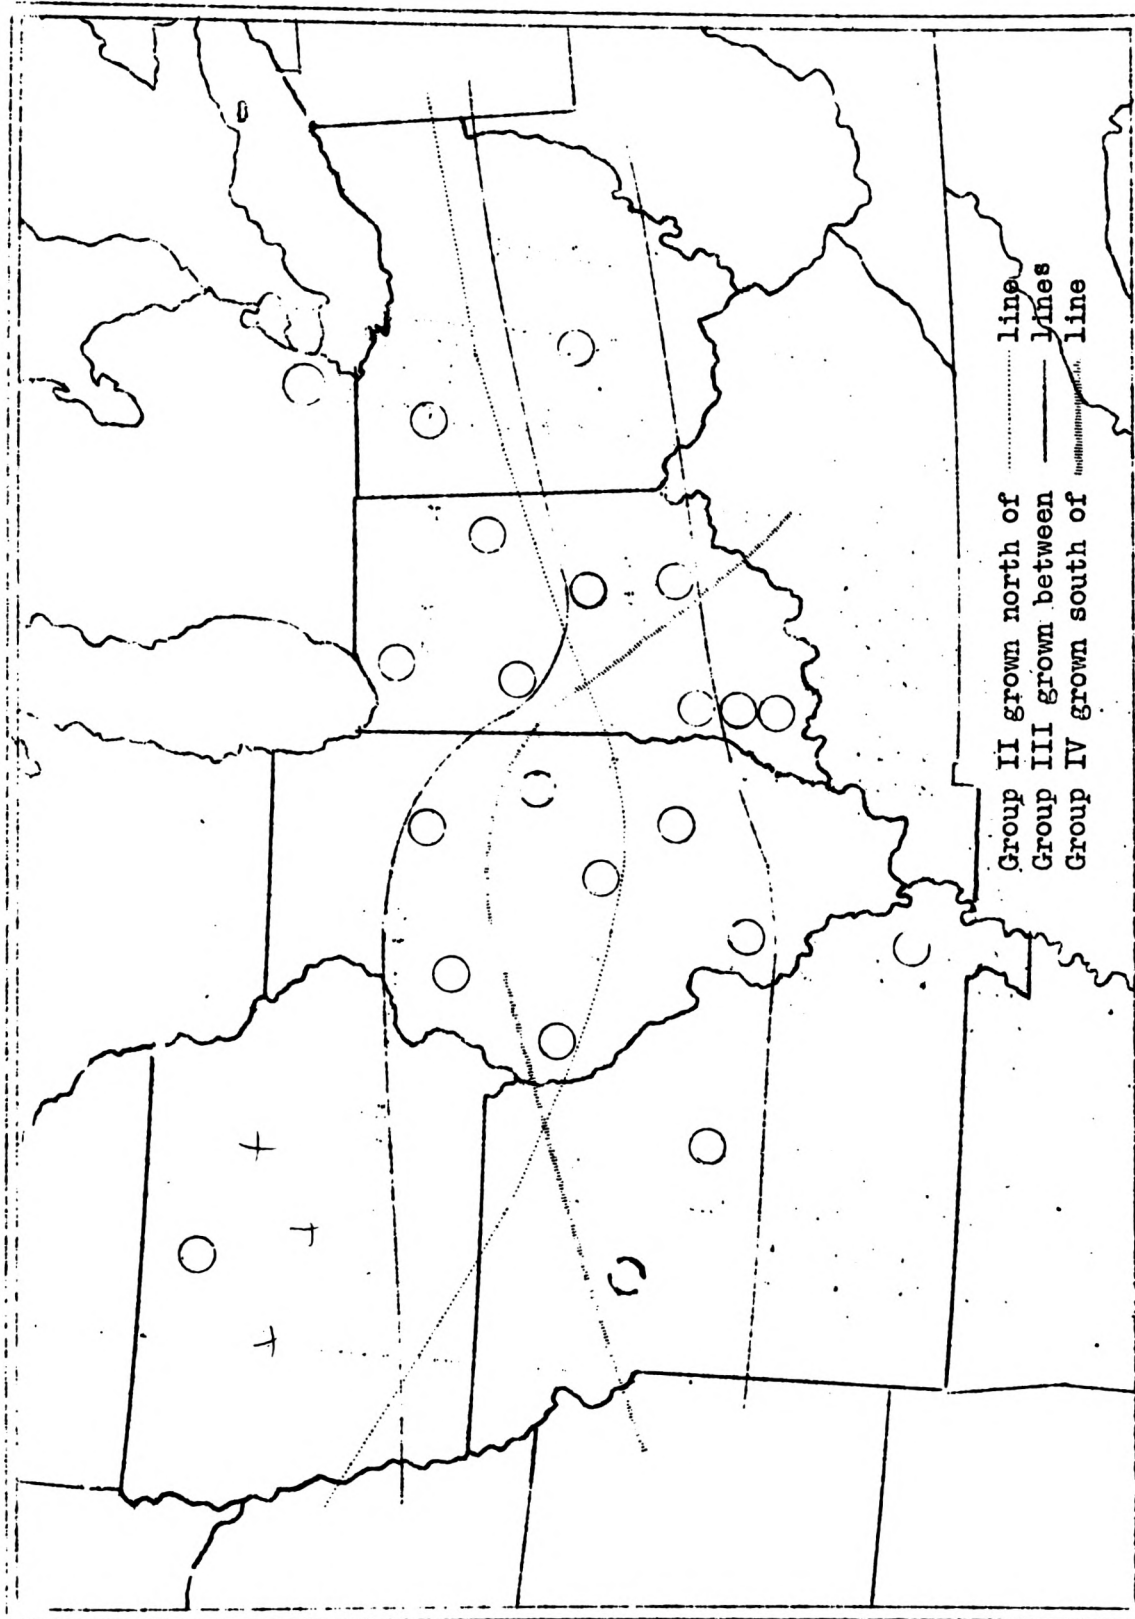 Group II grown north of line
Group III grown between lines
Group IV grown south of line